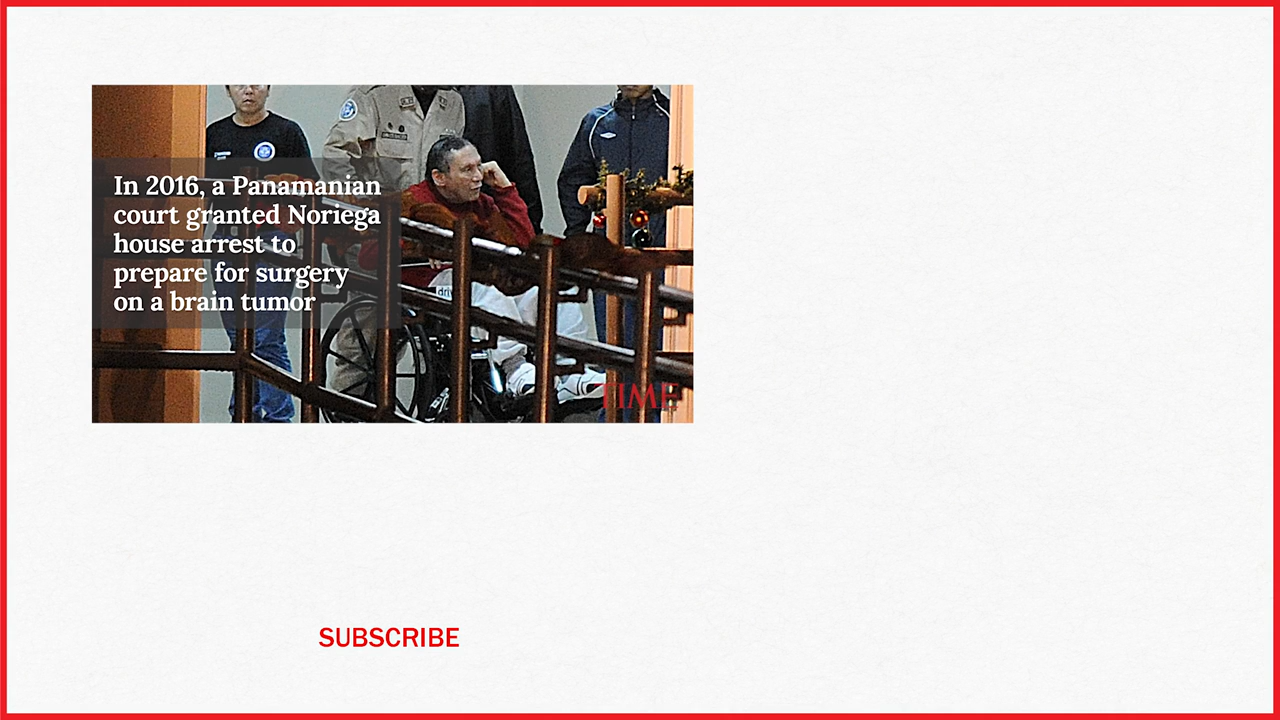 In 2016, a Panamanian
court granted Noriega
house arrest to
prepare for surgery
on a brain tumor
TIME
SUBSCRIBE